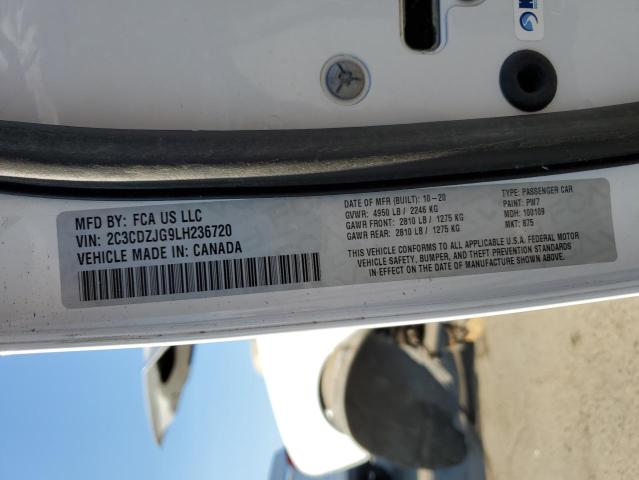 MFD BY: FCA US LLC
VIN: 2C3CDZJG9LH236720
VEHICLE MADE IN: CANADA
DATE OF MFR (BUILT): 10-20
GVWR: 4950 LB / 2246 KG
GAWR FRONT: 2810 LB / 1275 KG
GAWR REAR: 2810 LB / 1275 KG
TYPE: PASSENGER CAR
PAINT: PW7
MDH: 100109
MKT: 875
THIS VEHICLE CONFORMS TO ALL APPLICABLE U.S.A. FEDERAL MOTOR
VEHICLE SAFETY, BUMPER, AND THEFT PREVENTION STANDARDS
IN EFFECT ON THE DATE OF MANUFACTURE SHOWN ABOVE.